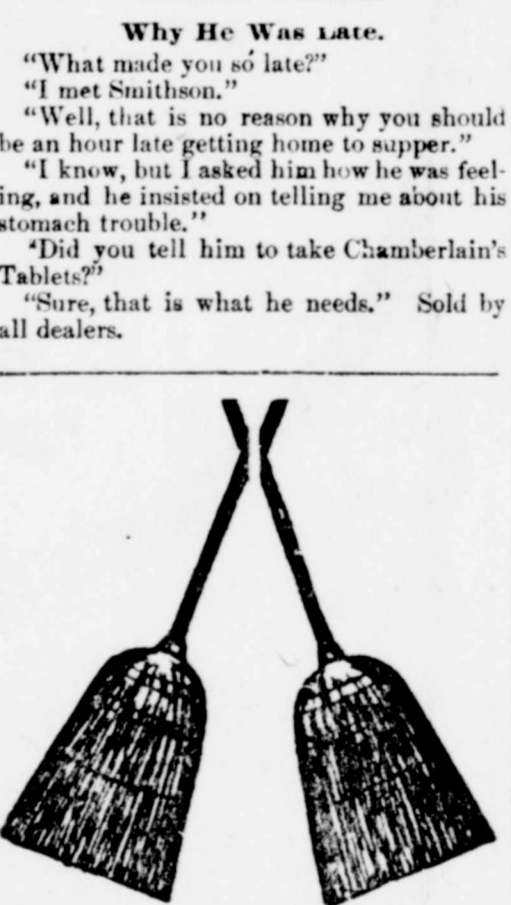 Why He Was Late.
"What made you so late?"
"I met Smithson."
"Well, that is no reason why you should
be an hour late getting home to supper."
"I know, but I asked him how he was feel-
ing, and he insisted on telling me about his
stomach trouble."
"Did you tell him to take Chamberlain's
Tablets?"
"Sure, that is what he needs." Sold by
all dealers.